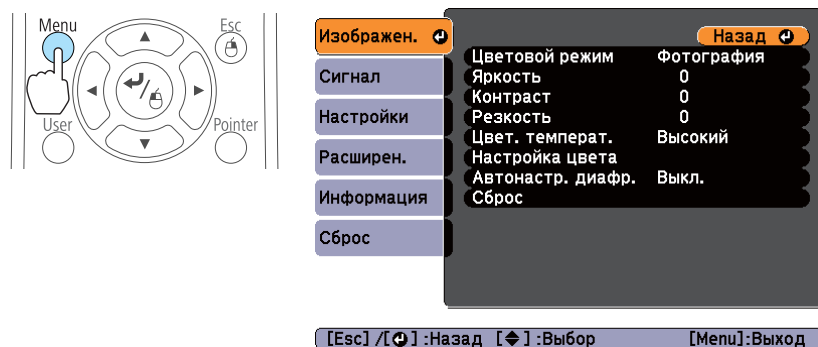 Menu
Esc
User
Pointer
Изображен.
Сигнал
Настройки
Расширен.
Информация
Сброс
Назад
Цветовой режим Фотография
Яркость 0
Контраст 0
Резкость 0
Цвет. температ. Высокий
Настройка цвета
Автонастр. диафр. Выкл.
Сброс
[Esc] /[⏎] :Назад [◆] :Выбор [Menu]:Выход